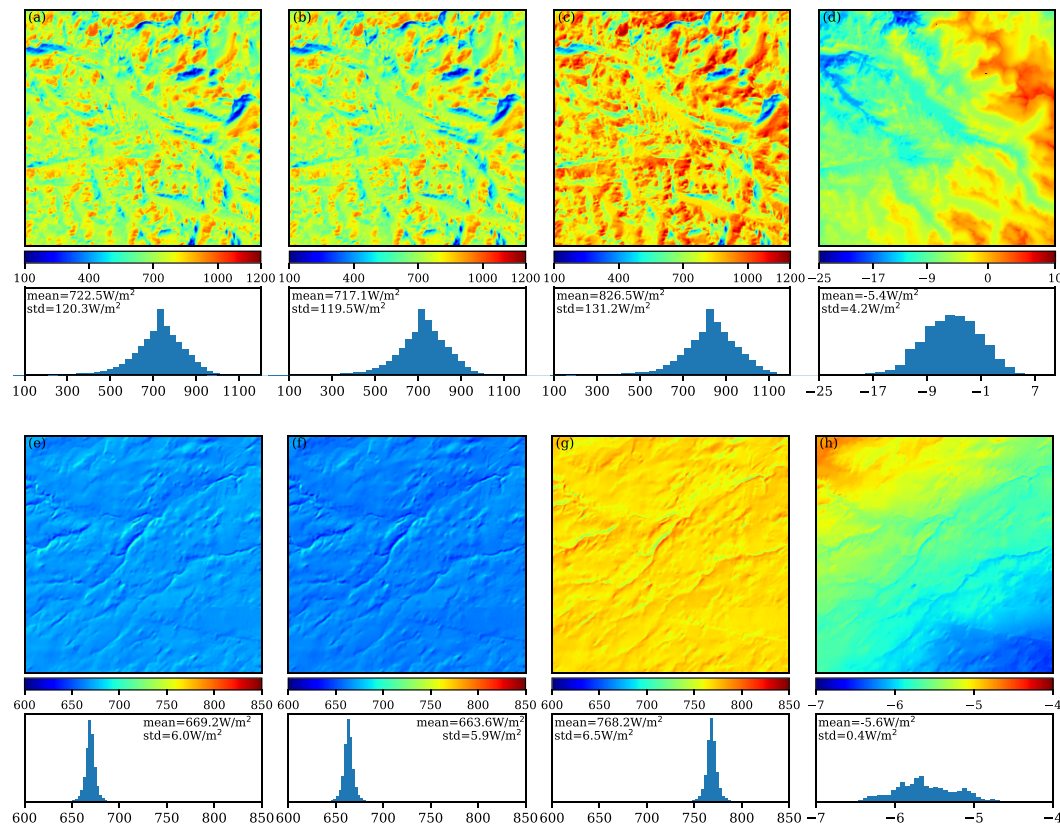 (a) (b) (c) (d)
100 400 700 1000 1200 100 400 700 1000 1200 100 400 700 1000 1200 -25 -17 -9 0 10
mean=722.5W/m² mean=717.1W/m² mean=826.5W/m² mean=-5.4W/m²
std=120.3W/m² std=119.5W/m² std=131.2W/m² std=4.2W/m²
100 300 500 700 900 1100 100 300 500 700 900 1100 100 300 500 700 900 1100 −25 −17 −9 −1 7
(e) (f) (g) (h)
600 650 700 750 800 850 600 650 700 750 800 850 600 650 700 750 800 850 −7 −6 −5 −4
mean=669.2W/m² mean=663.6W/m² mean=768.2W/m² mean=-5.6W/m²
std=6.0W/m² std=5.9W/m² std=6.5W/m² std=0.4W/m²
600 650 700 750 800 850 600 650 700 750 800 850 600 650 700 750 800 850 −7 −6 −5 −4